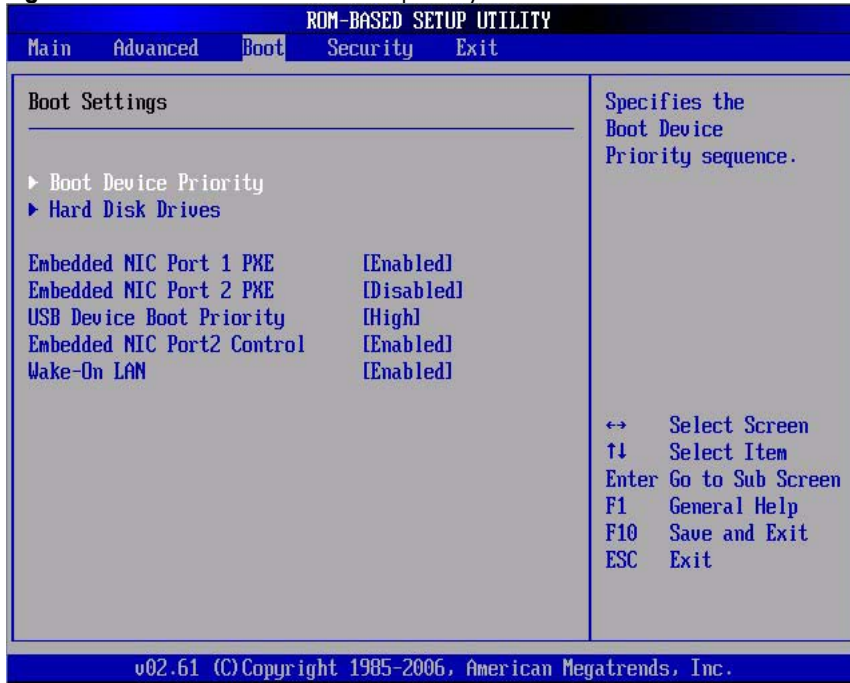 ROM-BASED SETUP UTILITY
Main Advanced Boot Security Exit
Boot Settings
▶ Boot Device Priority
▶ Hard Disk Drives
Embedded NIC Port 1 PXE [Enabled]
Embedded NIC Port 2 PXE [Disabled]
USB Device Boot Priority [High]
Embedded NIC Port2 Control [Enabled]
Wake-On LAN [Enabled]
Specifies the
Boot Device
Priority sequence.
↔ Select Screen
↑↓ Select Item
Enter Go to Sub Screen
F1 General Help
F10 Save and Exit
ESC Exit
v02.61 (C)Copyright 1985-2006, American Megatrends, Inc.